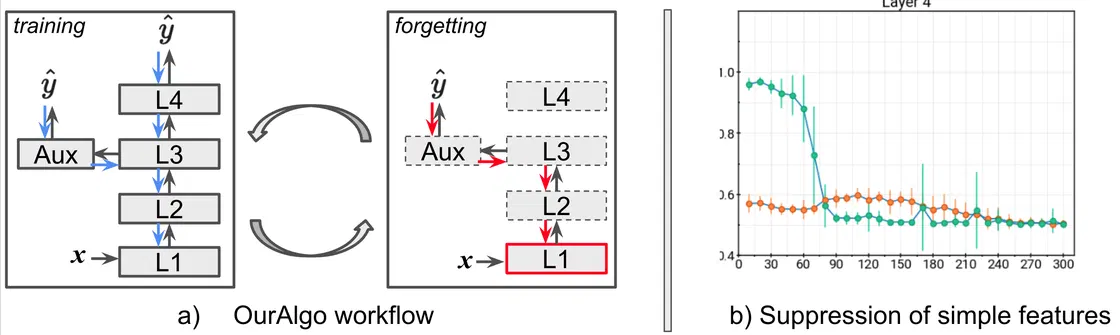 training
ŷ
L4
ŷ
Aux
L3
L2
x
L1
forgetting
ŷ
L4
Aux
L3
L2
x
L1
a) OurAlgo workflow
Layer 4
1.0
0.8
0.6
0.4
0 30 60 90 120 150 180 210 240 270 300
b) Suppression of simple features